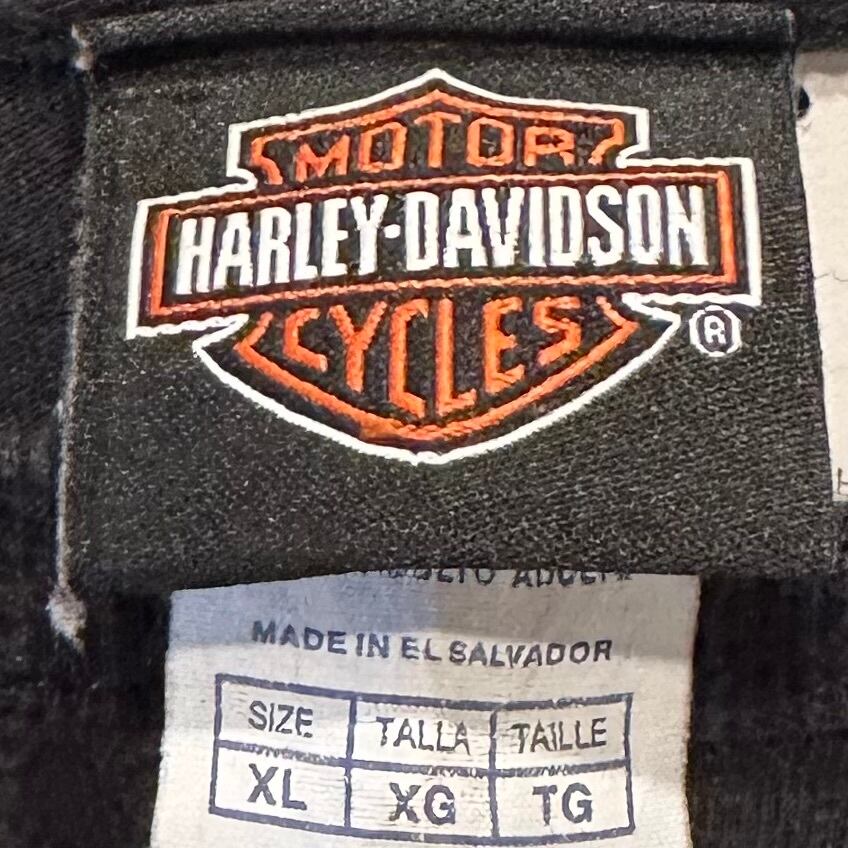 MOTOR
HARLEY-DAVIDSON
CYCLES
®
MADE IN EL SALVADOR
SIZE TALLA TAILLE
XL XG TG